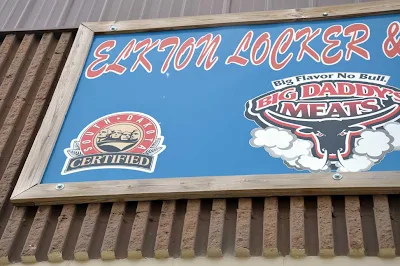 ELKTON LOCKER &
Big Flavor No Bull.
BIG DADDY'S
MEATS
SOUTH DAKOTA
CERTIFIED